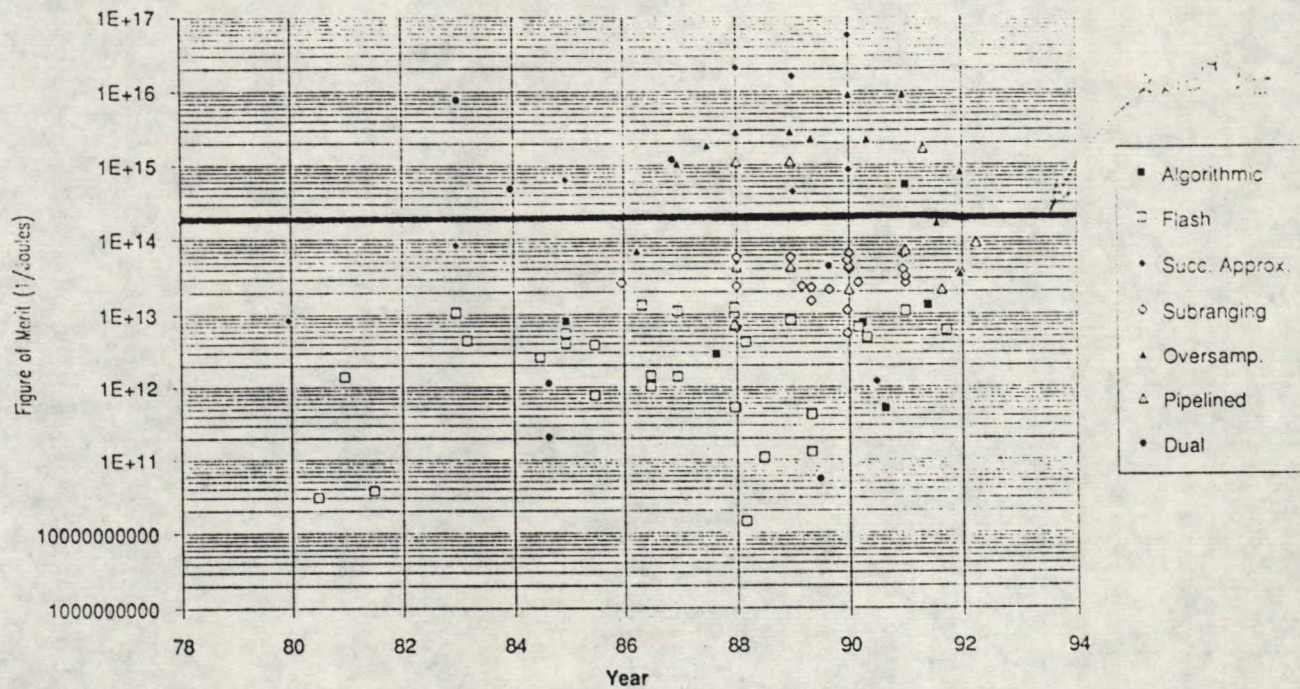 1E+17
1E+16
1E+15
1E+14
1E+13
1E+12
1E+11
10000000000
1000000000
Figure of Merit (1/Joules)
78 80 82 84 86 88 90 92 94
Year
Algorithmic
Flash
Succ. Approx.
Subranging
Oversamp.
Pipelined
Dual